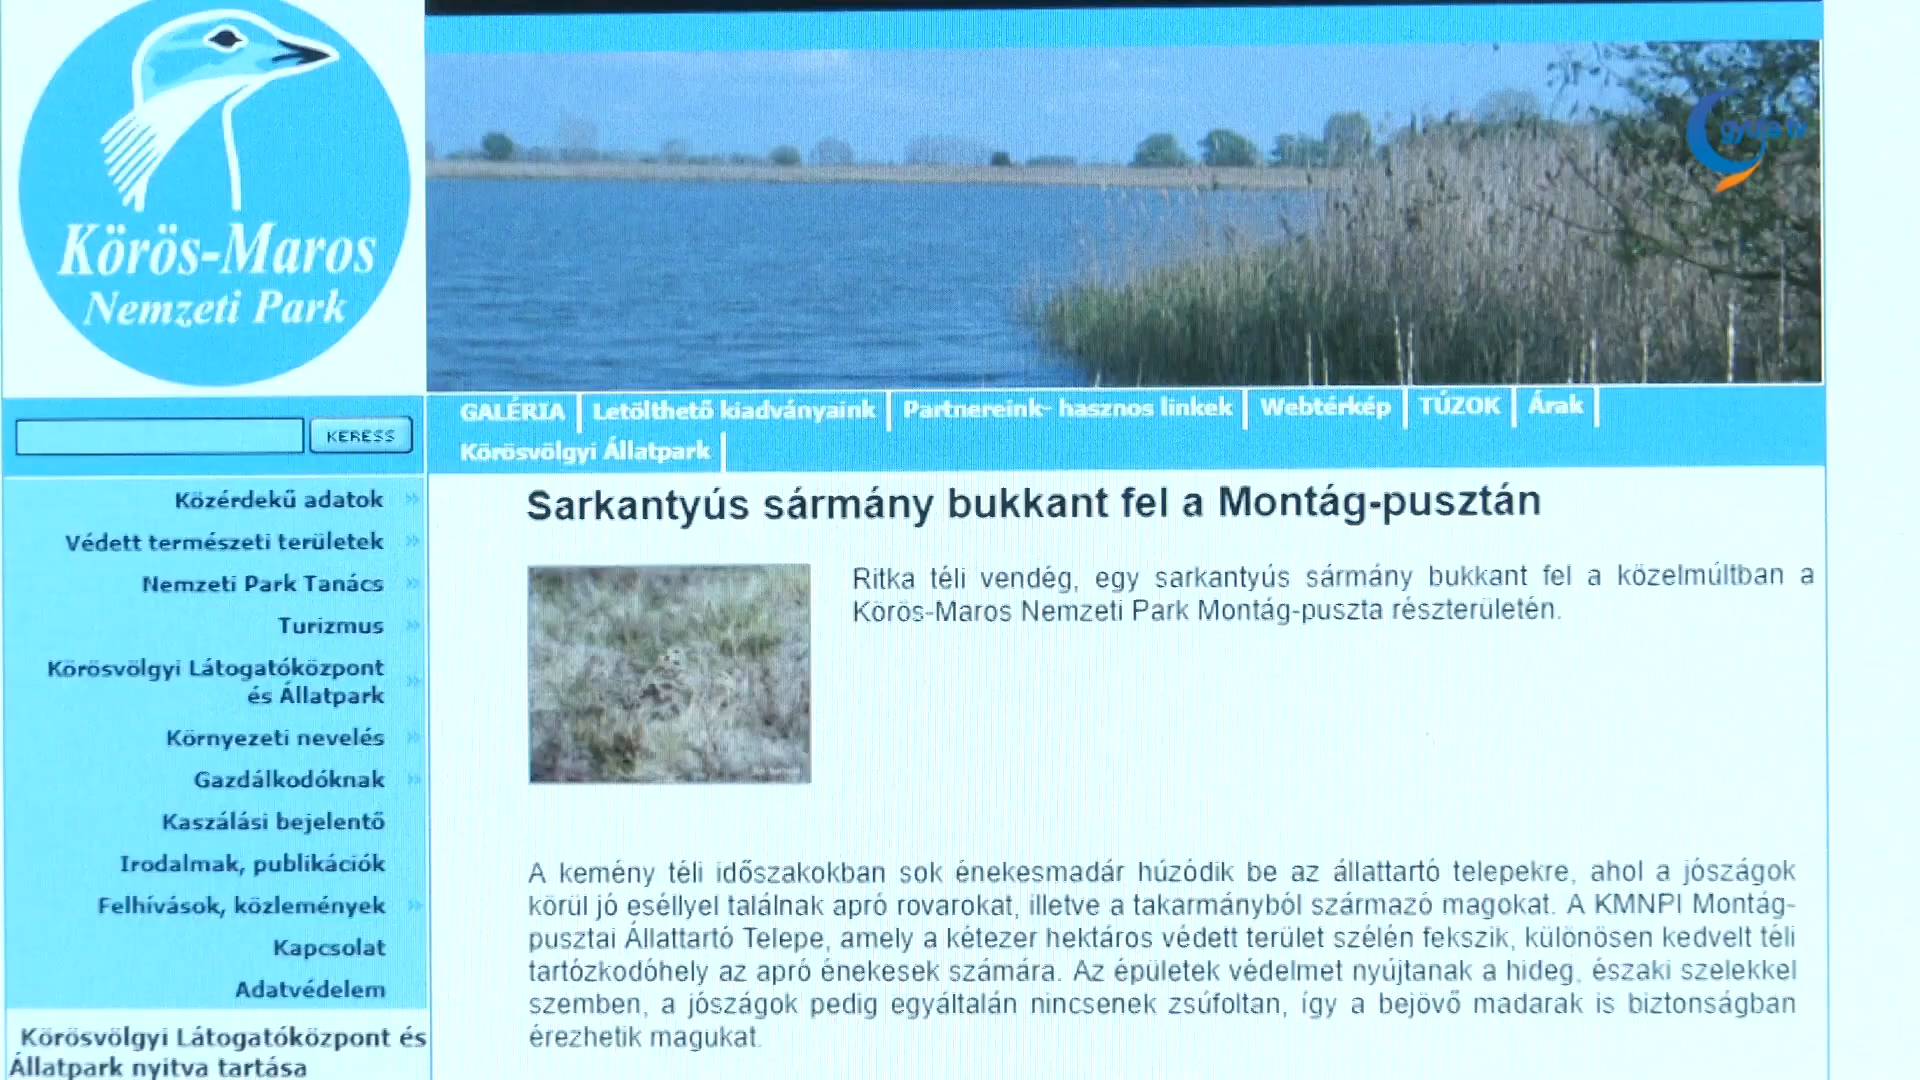 Körös-Maros
Nemzeti Park
gyula tv
KERESS
GALÉRIA
Letölthető kiadványaink
Partnereink- hasznos linkek
Webtérkép
TÚZOK
Árak
Körösvölgyi Állatpark
Közérdekű adatok
Védett természeti területek
Nemzeti Park Tanács
Turizmus
Körösvölgyi Látogatóközpont
és Állatpark
Környezeti nevelés
Gazdálkodóknak
Kaszálási bejelentő
Irodalmak, publikációk
Felhívások, közlemények
Kapcsolat
Adatvédelem
Körösvölgyi Látogatóközpont és
Állatpark nyitva tartása
Sarkantyús sármány bukkant fel a Montág-pusztán
Ritka téli vendég, egy sarkantyús sármány bukkant fel a közelmúltban a
Körös-Maros Nemzeti Park Montág-puszta részterületén.
A kemény téli időszakokban sok énekesmadár húzódik be az állattartó telepekre, ahol a jószágok
körül jó eséllyel találnak apró rovarokat, illetve a takarmányból származó magokat. A KMNPI Montág-
pusztai Állattartó Telepe, amely a kétezer hektáros védett terület szélén fekszik, különösen kedvelt téli
tartózkodóhely az apró énekesek számára. Az épületek védelmet nyújtanak a hideg, északi szelekkel
szemben, a jószágok pedig egyáltalán nincsenek zsúfoltan, így a bejövő madarak is biztonságban
érezhetik magukat.